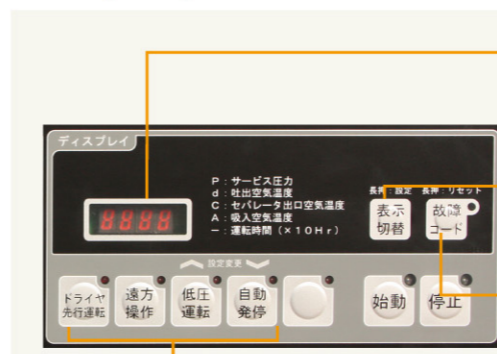 ディスプレイ
P：サービス圧力
d：吐出空気温度
C：セパレータ出口空気温度
A：吸入空気温度
－：運転時間（×10Hr）
8888
長押：設定 長押：リセット
表示
切替
故障
コード
設定変更
ドライヤ
先行運転
遠方
操作
低圧
運転
自動
発停
始動
停止